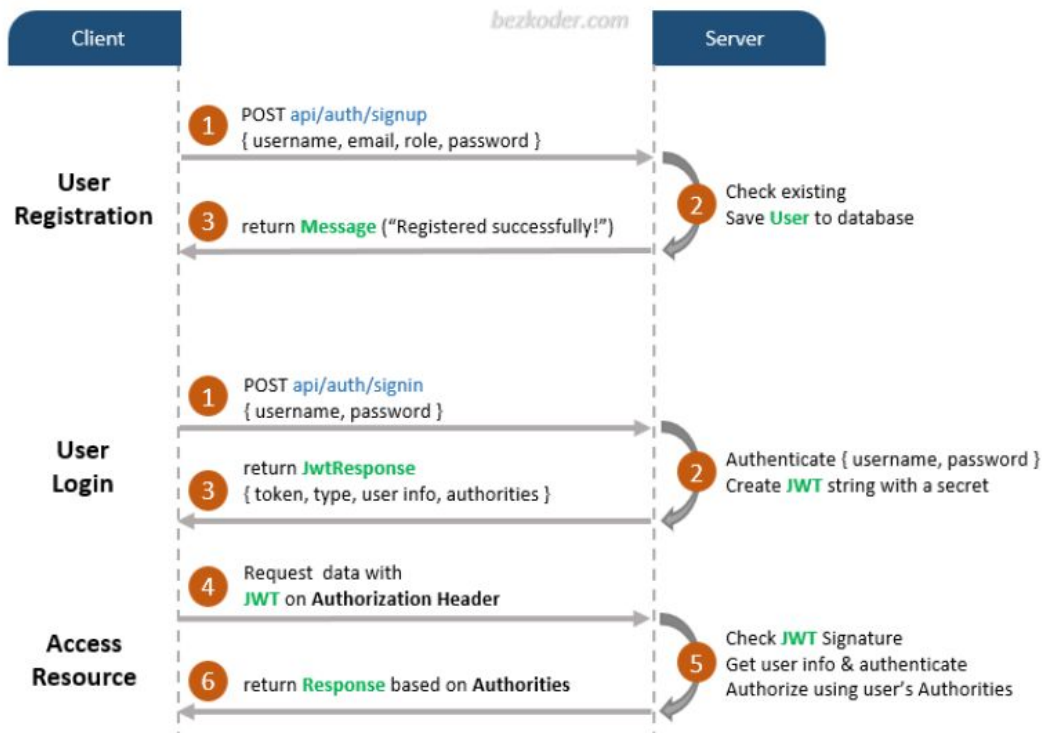 bezkoder.com
Client
Server
1
POST api/auth/signup
{ username, email, role, password }
User
Registration
2
Check existing
Save User to database
3
return Message (“Registered successfully!”)
1
POST api/auth/signin
{ username, password }
User
Login
2
Authenticate { username, password }
Create JWT string with a secret
3
return JwtResponse
{ token, type, user info, authorities }
4
Request data with
JWT on Authorization Header
Access
Resource
5
Check JWT Signature
Get user info & authenticate
Authorize using user’s Authorities
6
return Response based on Authorities